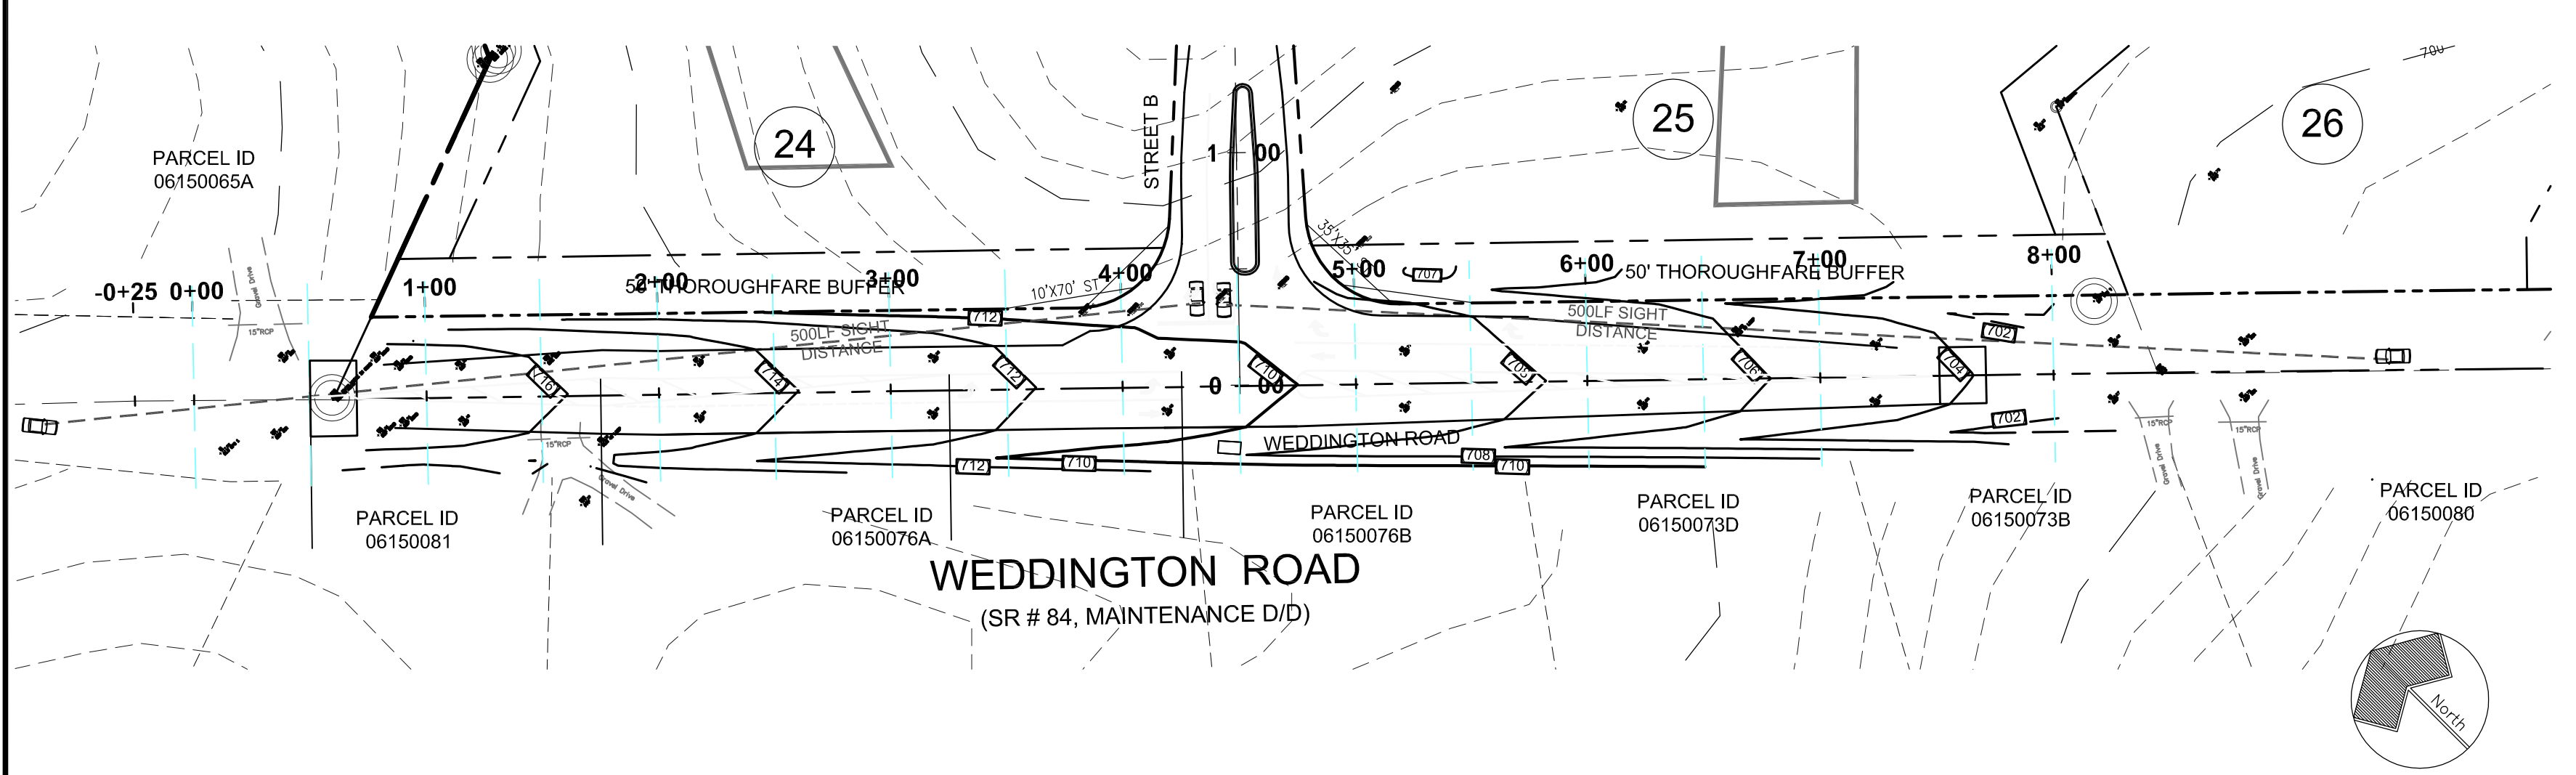 700
PARCEL ID
06150065A
24
STREET B
1 00
25
26
Gravel Drive
15"RCP
-0+25
0+00
1+00
2+00
3+00
4+00
5+00
6+00
7+00
8+00
50' THOROUGHFARE BUFFER
10'X70' ST
35'X35'
707
50' THOROUGHFARE BUFFER
712
500LF SIGHT
DISTANCE
500LF SIGHT
DISTANCE
702
716
714
712
710
706
704
0 00
702
WEDDINGTON ROAD
15"RCP
Gravel Drive
712
710
708
710
15"RCP
Gravel Drive
15"RCP
Gravel Drive
PARCEL ID
06150081
PARCEL ID
06150076A
PARCEL ID
06150076B
PARCEL ID
06150073D
PARCEL ID
06150073B
PARCEL ID
06150080
WEDDINGTON ROAD
(SR # 84, MAINTENANCE D/D)
North